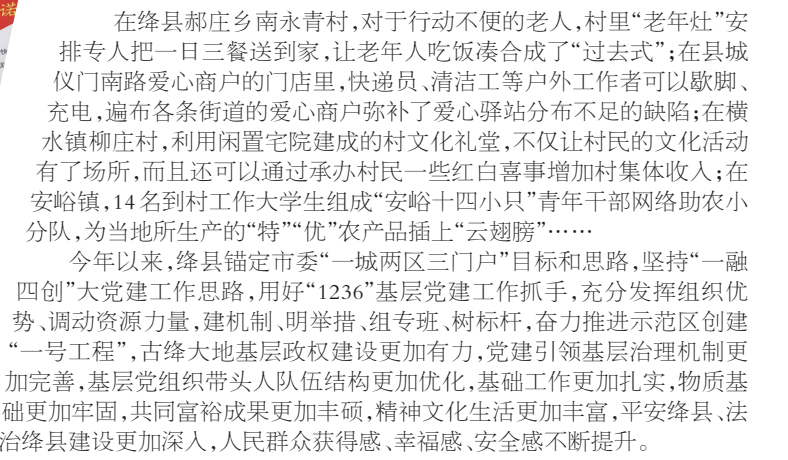 诺
在绛县郝庄乡南永青村，对于行动不便的老人，村里“老年灶”安
排专人把一日三餐送到家，让老年人吃饭凑合成了“过去式”；在县城
仪门南路爱心商户的门店里，快递员、清洁工等户外工作者可以歇脚、
充电，遍布各条街道的爱心商户弥补了爱心驿站分布不足的缺陷；在横
水镇柳庄村，利用闲置宅院建成的村文化礼堂，不仅让村民的文化活动
有了场所，而且还可以通过承办村民一些红白喜事增加村集体收入；在
安峪镇，14名到村工作大学生组成“安峪十四小只”青年干部网络助农小
分队，为当地所生产的“特”“优”农产品插上“云翅膀”……
今年以来，绛县锚定市委“一城两区三门户”目标和思路，坚持“一融
四创”大党建工作思路，用好“1236”基层党建工作抓手，充分发挥组织优
势、调动资源力量，建机制、明举措、组专班、树标杆，奋力推进示范区创建
“一号工程”，古绛大地基层政权建设更加有力，党建引领基层治理机制更
加完善，基层党组织带头人队伍结构更加优化，基础工作更加扎实，物质基
础更加牢固，共同富裕成果更加丰硕，精神文化生活更加丰富，平安绛县、法
治绛县建设更加深入，人民群众获得感、幸福感、安全感不断提升。